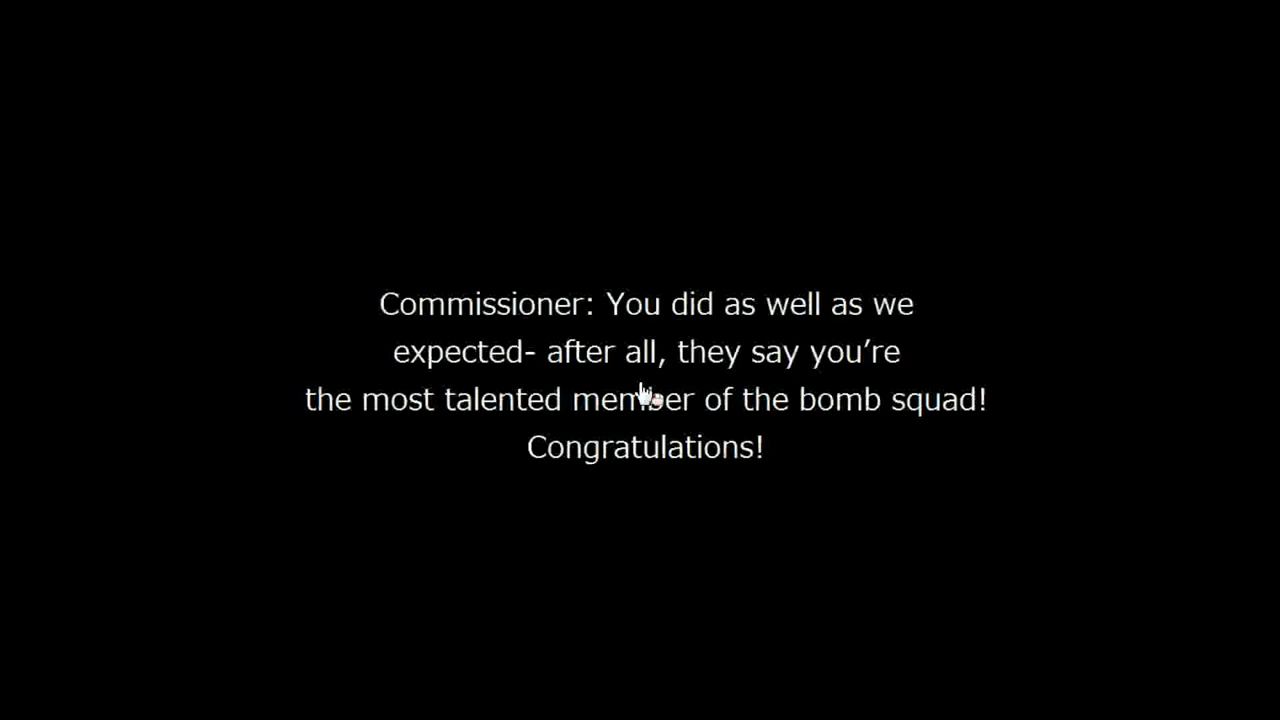 Commissioner: You did as well as we
expected- after all, they say you’re
the most talented member of the bomb squad!
Congratulations!